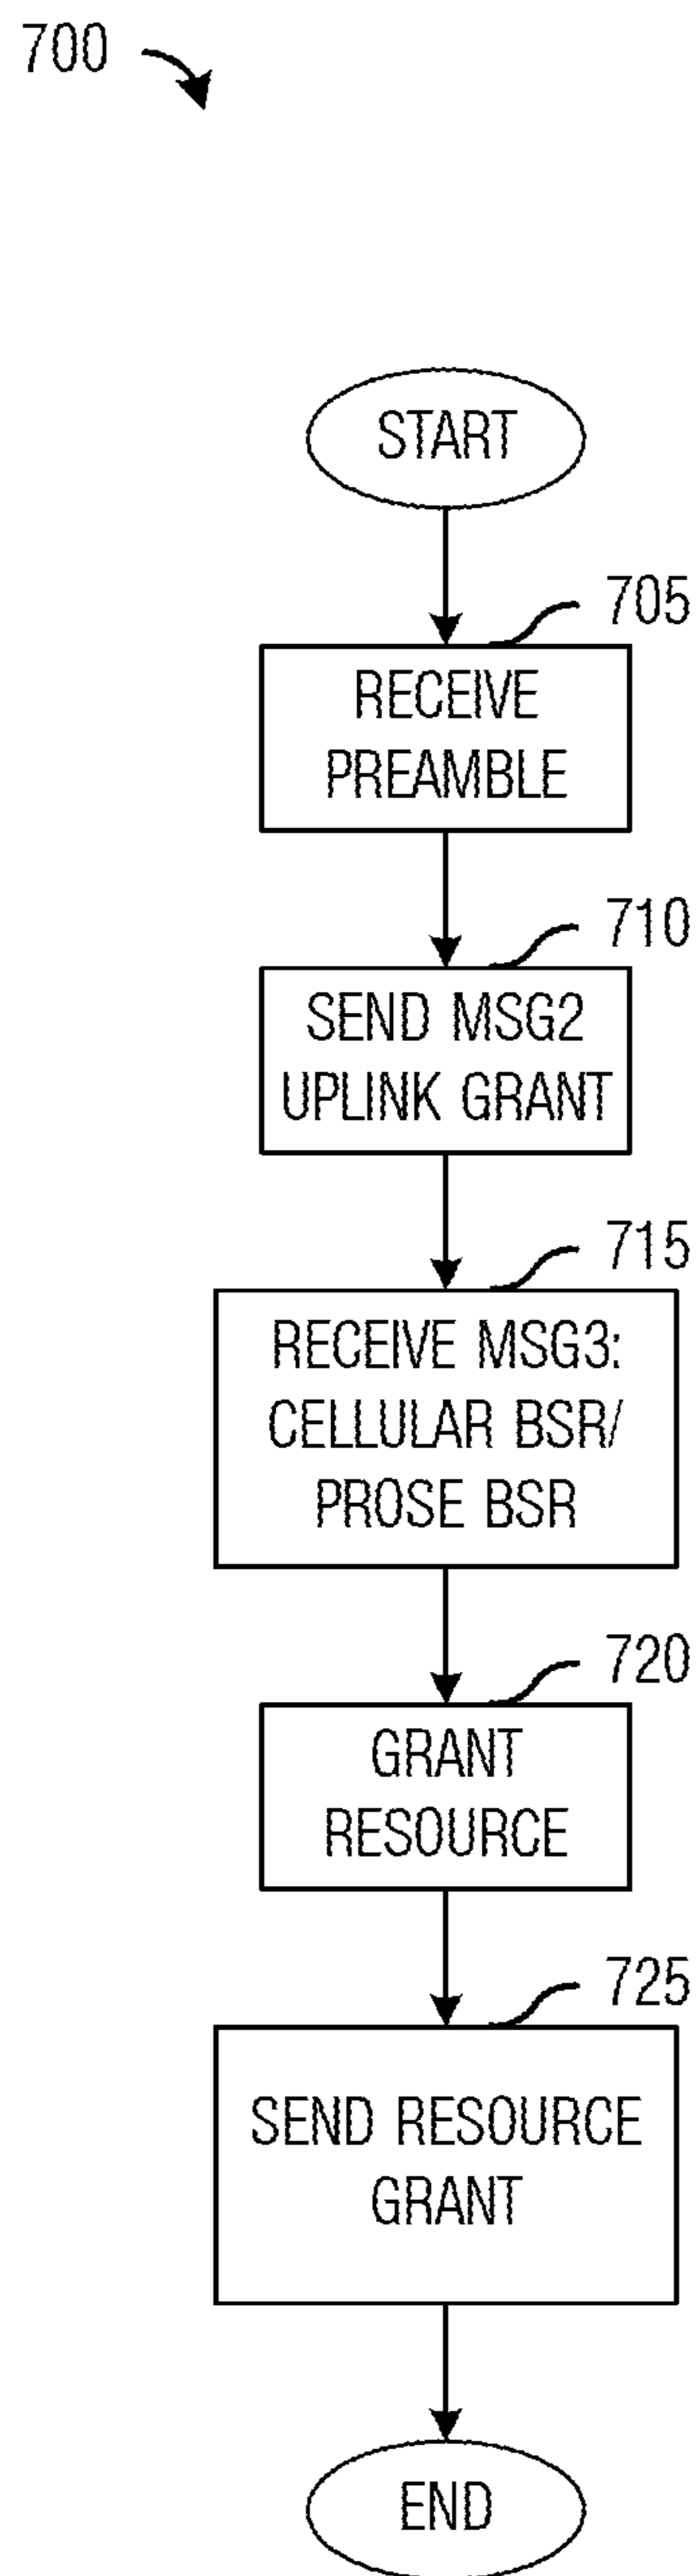 700
START
705
RECEIVE
PREAMBLE
710
SEND MSG2
UPLINK GRANT
715
RECEIVE MSG3:
CELLULAR BSR/
PROSE BSR
720
GRANT
RESOURCE
725
SEND RESOURCE
GRANT
END